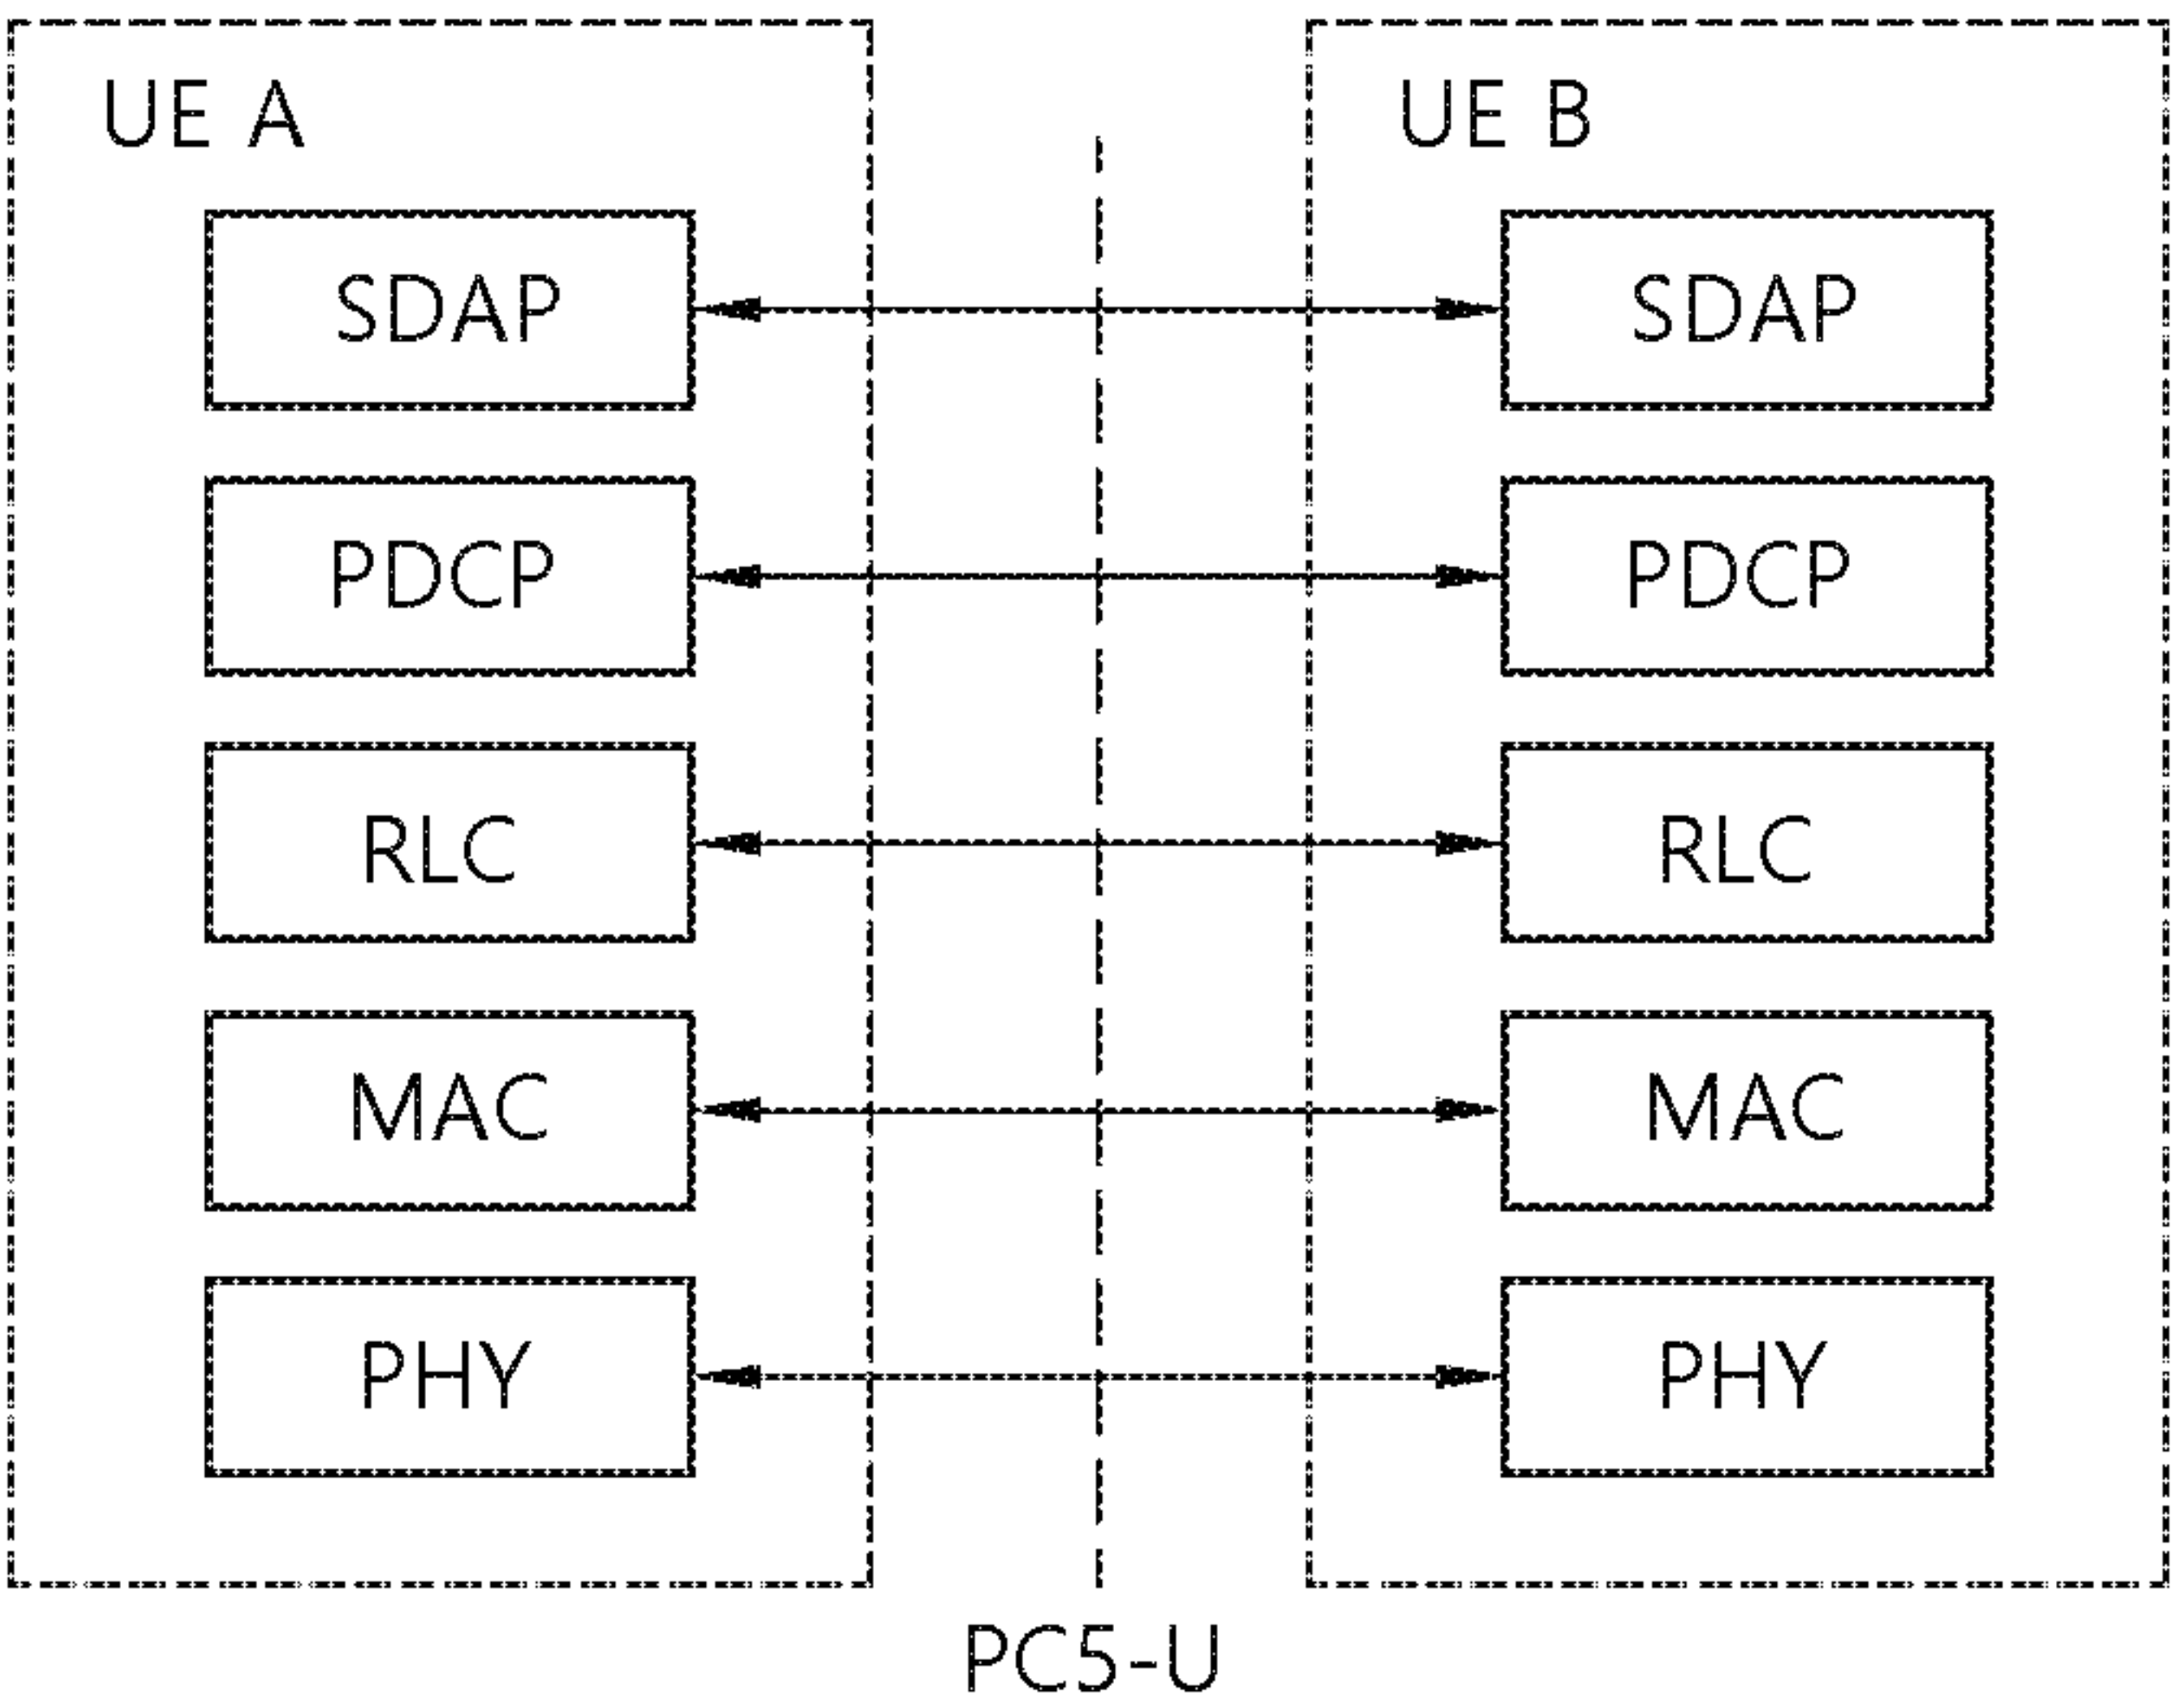 UE A
UE B
SDAP
SDAP
PDCP
PDCP
RLC
RLC
MAC
MAC
PHY
PHY
PC5-U